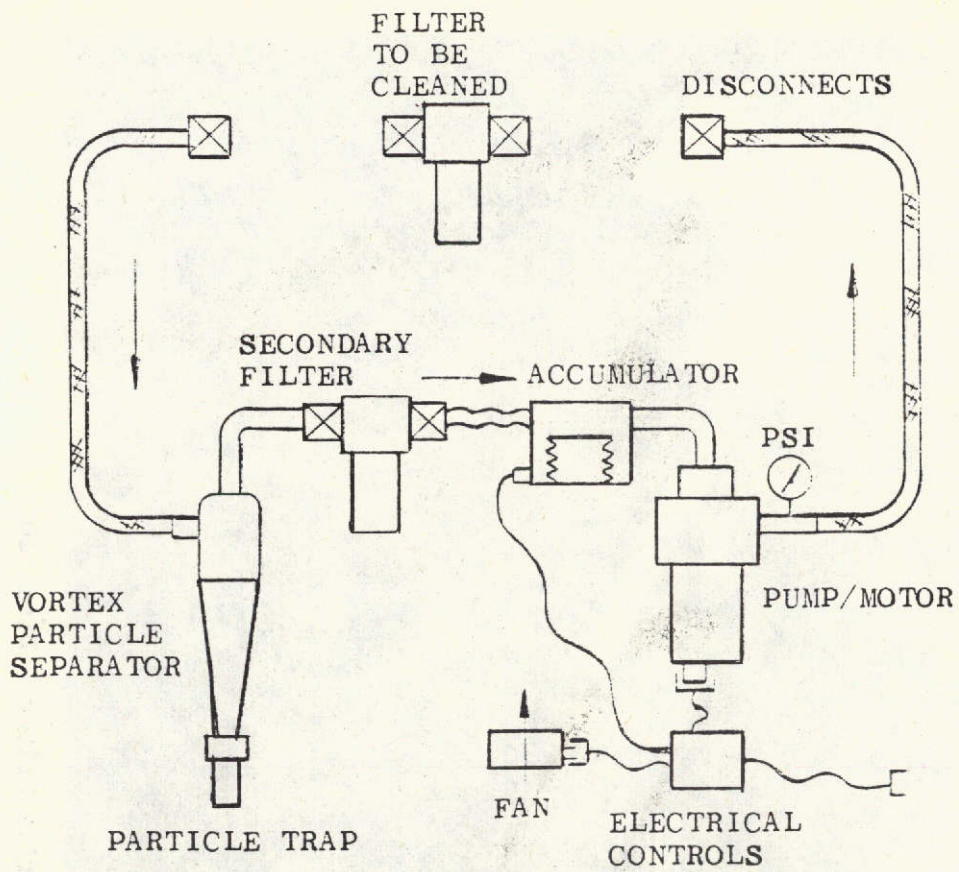 FILTER
TO BE
CLEANED
DISCONNECTS
SECONDARY
FILTER
ACCUMULATOR
PSI
VORTEX
PARTICLE
SEPARATOR
PUMP/MOTOR
FAN
ELECTRICAL
CONTROLS
PARTICLE TRAP